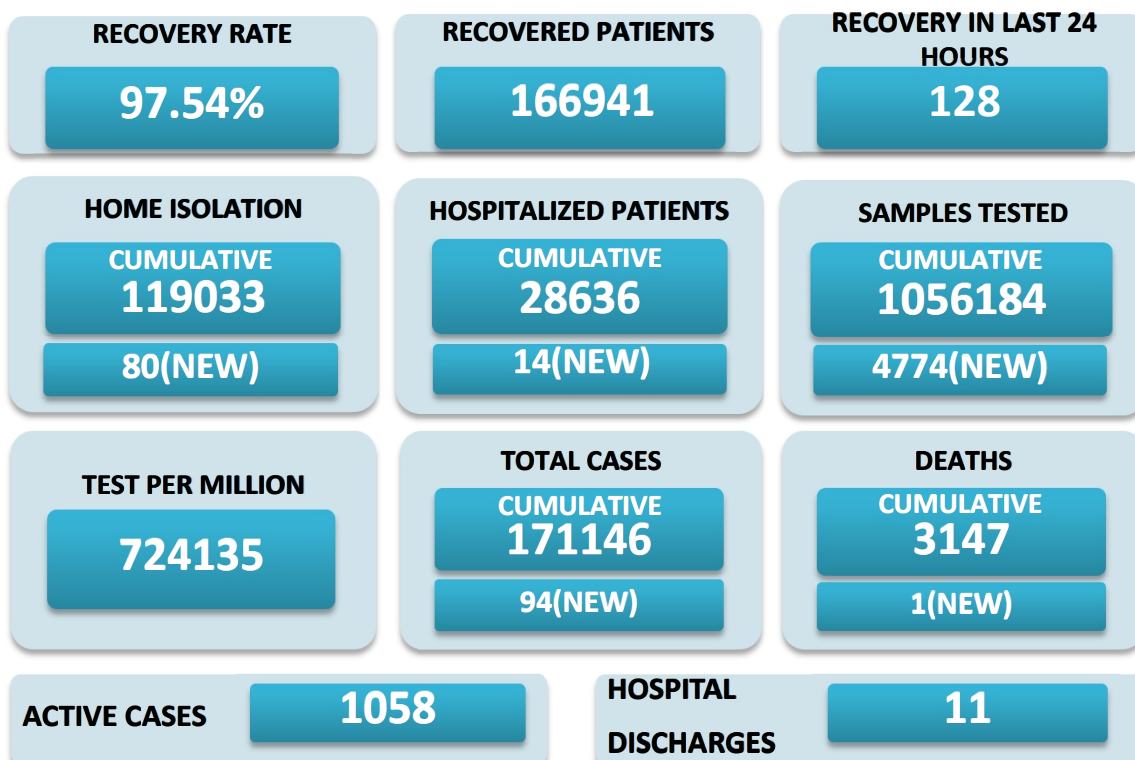 RECOVERY RATE
97.54%
RECOVERED PATIENTS
166941
RECOVERY IN LAST 24
HOURS
128
HOME ISOLATION
CUMULATIVE
119033
80(NEW)
HOSPITALIZED PATIENTS
CUMULATIVE
28636
14(NEW)
SAMPLES TESTED
CUMULATIVE
1056184
4774(NEW)
TEST PER MILLION
724135
TOTAL CASES
CUMULATIVE
171146
94(NEW)
DEATHS
CUMULATIVE
3147
1(NEW)
ACTIVE CASES
1058
HOSPITAL
DISCHARGES
11